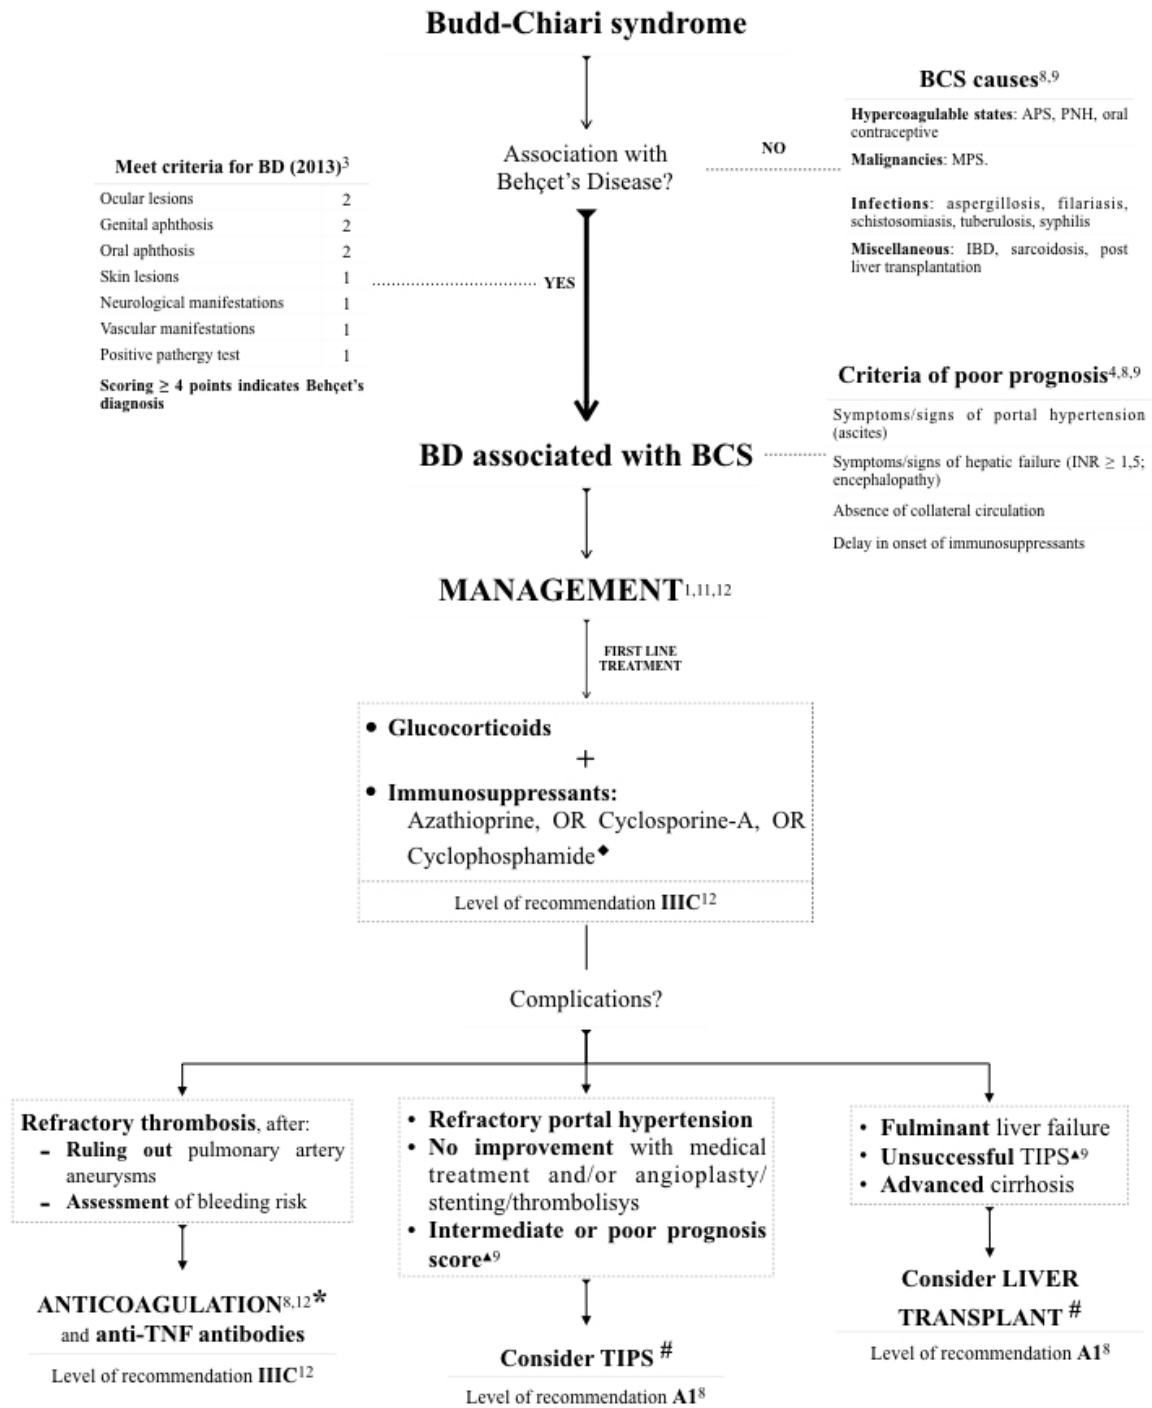 Budd-Chiari syndrome
BCS causes8,9
Hypercoagulable states: APS, PNH, oral
contraceptive
Malignancies: MPS.
Infections: aspergillosis, filariasis,
schistosomiasis, tuberulosis, syphilis
Miscellaneous: IBD, sarcoidosis, post
liver transplantation
NO
Association with
Behçet's Disease?
Meet criteria for BD (2013)3
Ocular lesions 2
Genital aphthosis 2
Oral aphthosis 2
Skin lesions 1
Neurological manifestations 1
Vascular manifestations 1
Positive pathergy test 1
Scoring ≥ 4 points indicates Behçet's
diagnosis
YES
BD associated with BCS
Criteria of poor prognosis4,8,9
Symptoms/signs of portal hypertension
(ascites)
Symptoms/signs of hepatic failure (INR ≥ 1,5;
encephalopathy)
Absence of collateral circulation
Delay in onset of immunosuppressants
MANAGEMENT1,11,12
FIRST LINE
TREATMENT
• Glucocorticoids
+
• Immunosuppressants:
Azathioprine, OR Cyclosporine-A, OR
Cyclophosphamide◆
Level of recommendation IIIC12
Complications?
Refractory thrombosis, after:
- Ruling out pulmonary artery
aneurysms
- Assessment of bleeding risk
ANTICOAGULATION8,12*
and anti-TNF antibodies
Level of recommendation IIIC12
• Refractory portal hypertension
• No improvement with medical
treatment and/or angioplasty/
stenting/thrombolisys
• Intermediate or poor prognosis
score▲9
Consider TIPS #
Level of recommendation A18
• Fulminant liver failure
• Unsuccessful TIPS▲9
• Advanced cirrhosis
Consider LIVER
TRANSPLANT #
Level of recommendation A18